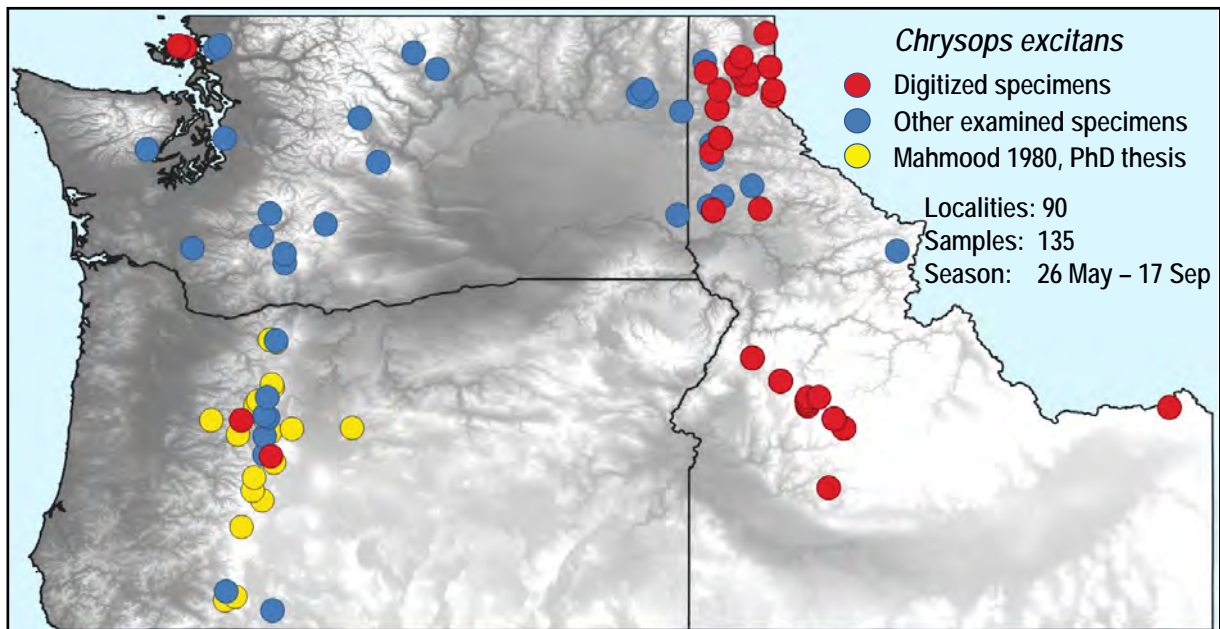 Chrysops excitans
Digitized specimens
Other examined specimens
Mahmood 1980, PhD thesis
Localities: 90
Samples: 135
Season: 26 May – 17 Sep